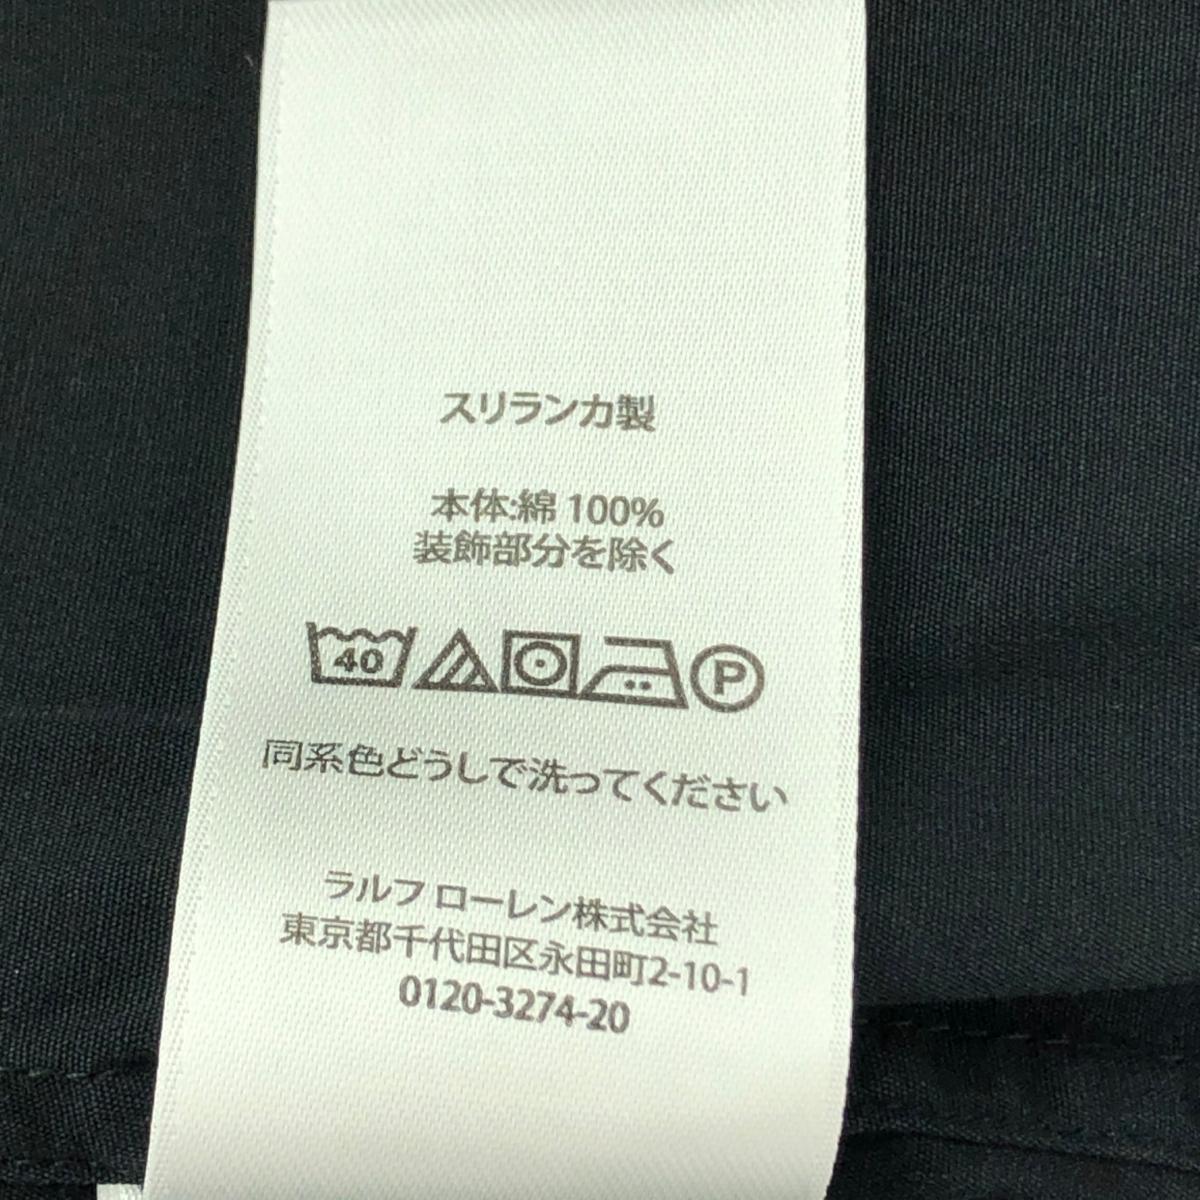 スリランカ製
本体:綿 100%
装飾部分を除く
40 P
同系色どうしで洗ってください
ラルフ ローレン株式会社
東京都千代田区永田町2-10-1
0120-3274-20